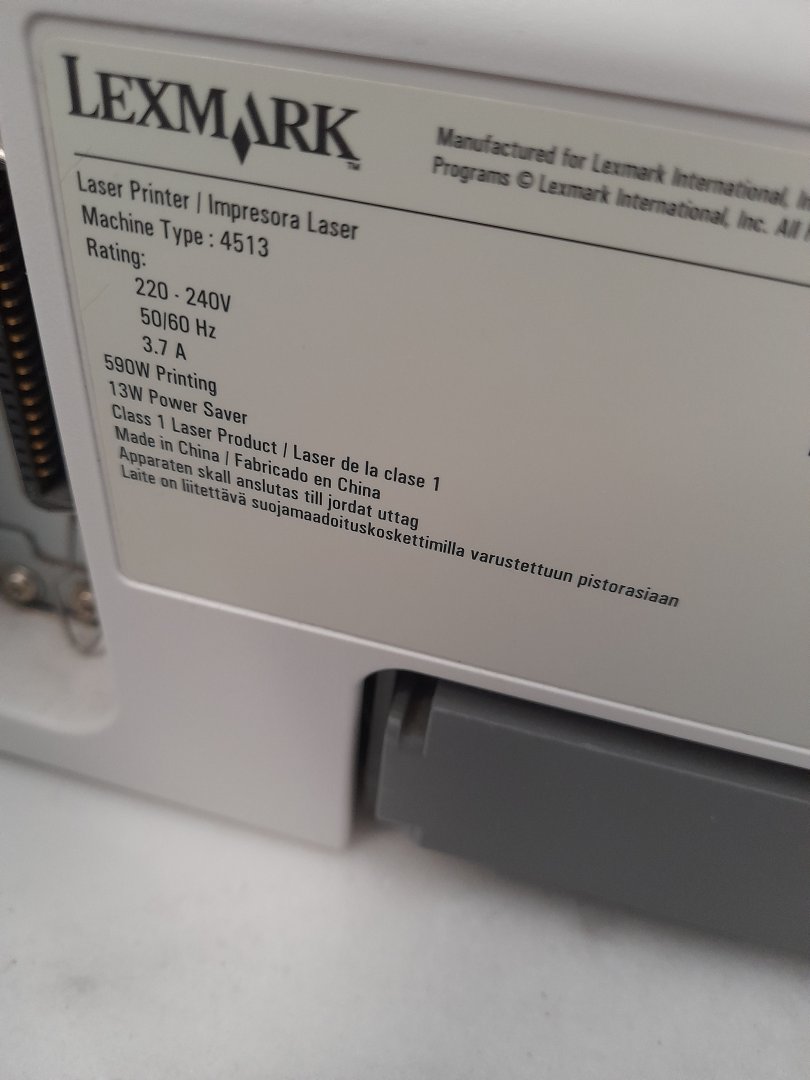 LEXMARK™
Manufactured for Lexmark International,
Programs © Lexmark International, Inc. All
Laser Printer / Impresora Laser
Machine Type : 4513
Rating:
220 - 240V
50/60 Hz
3.7 A
590W Printing
13W Power Saver
Class 1 Laser Product / Laser de la clase 1
Made in China / Fabricado en China
Apparaten skall anslutas till jordat uttag
Laite on liitettävä suojamaadoituskoskettimilla varustettuun pistorasiaan